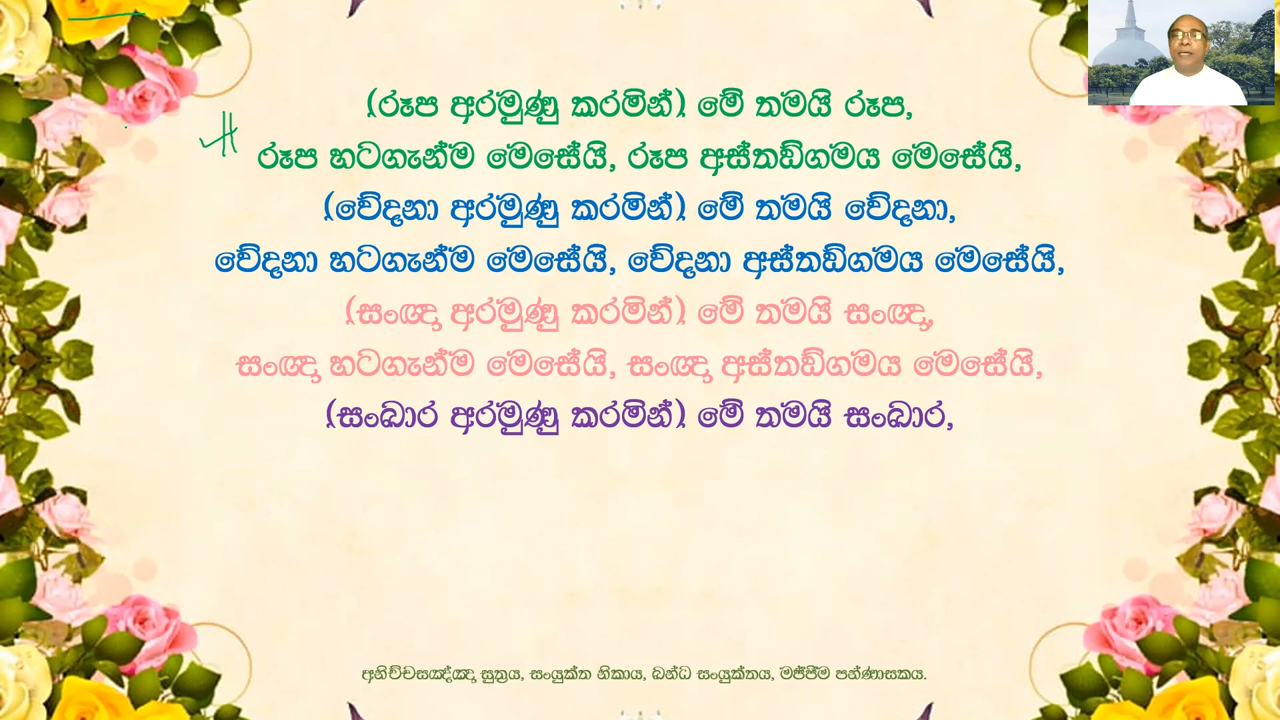 (රූප අරමුණු කරමින්) මේ තමයි රූප,
රූප හටගැන්ම මෙසේයි, රූප අස්තඞ්ගමය මෙසේයි,
(වේදනා අරමුණු කරමින්) මේ තමයි වේදනා,
වේදනා හටගැන්ම මෙසේයි, වේදනා අස්තඞ්ගමය මෙසේයි,
(සංඥා අරමුණු කරමින්) මේ තමයි සංඥා,
සංඥා හටගැන්ම මෙසේයි, සංඥා අස්තඞ්ගමය මෙසේයි,
(සංඛාර අරමුණු කරමින්) මේ තමයි සංඛාර,
අනිච්චසඤ්ඤා සුත්‍රය, සංයුක්ත නිකාය, ඛන්ධ සංයුක්තය, මජ්ඣිම පන්ණාසකය.